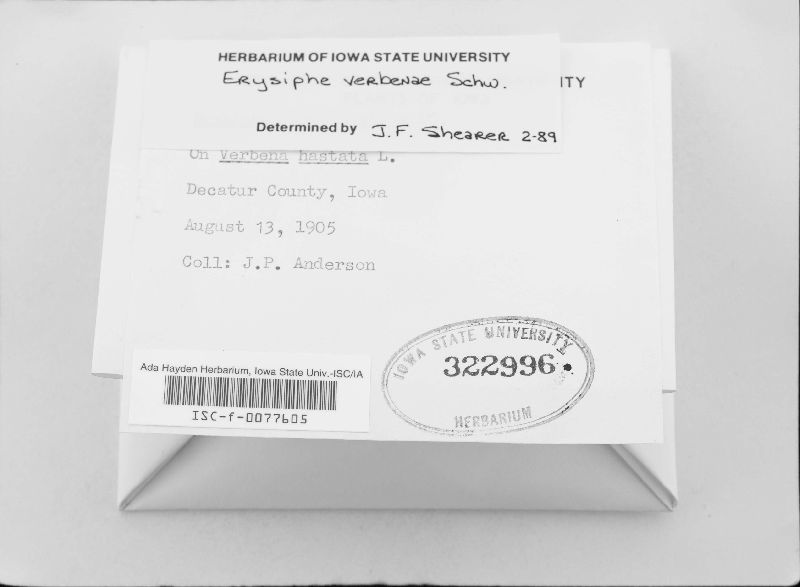 HERBARIUM OF IOWA STATE UNIVERSITY
Erysiphe verbenae Schw.
ITY
Determined by J.F. Shearer 2-89
On Verbena hastata L.
Decatur County, Iowa
August 13, 1905
Coll: J.P. Anderson
IOWA STATE UNIVERSITY
322996
HERBARIUM
Ada Hayden Herbarium, Iowa State Univ.-ISC/IA
ISC-f-0077605